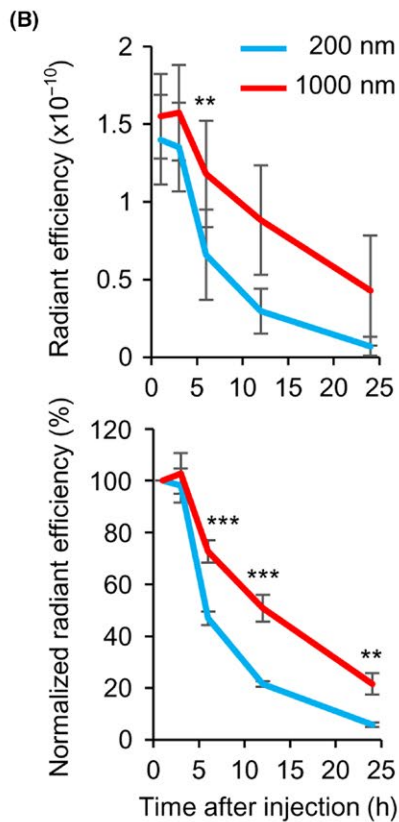 (B)
200 nm
1000 nm
Radiant efficiency (x10⁻¹⁰)
2
1.5
1
0.5
0
**
0 5 10 15 20 25
Normalized radiant efficiency (%)
120
100
80
60
40
20
0
***
***
**
0 5 10 15 20 25
Time after injection (h)